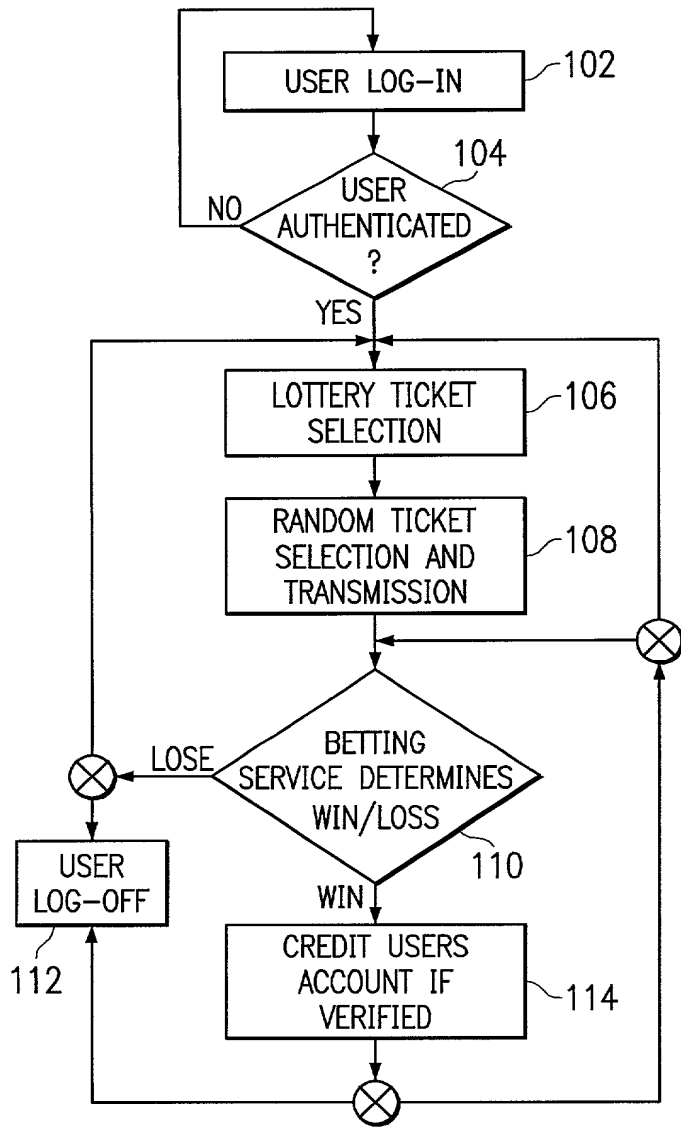 USER LOG-IN
102
104
USER
AUTHENTICATED
?
NO
YES
LOTTERY TICKET
SELECTION
106
RANDOM TICKET
SELECTION AND
TRANSMISSION
108
BETTING
SERVICE DETERMINES
WIN/LOSS
LOSE
110
USER
LOG-OFF
112
WIN
CREDIT USERS
ACCOUNT IF
VERIFIED
114